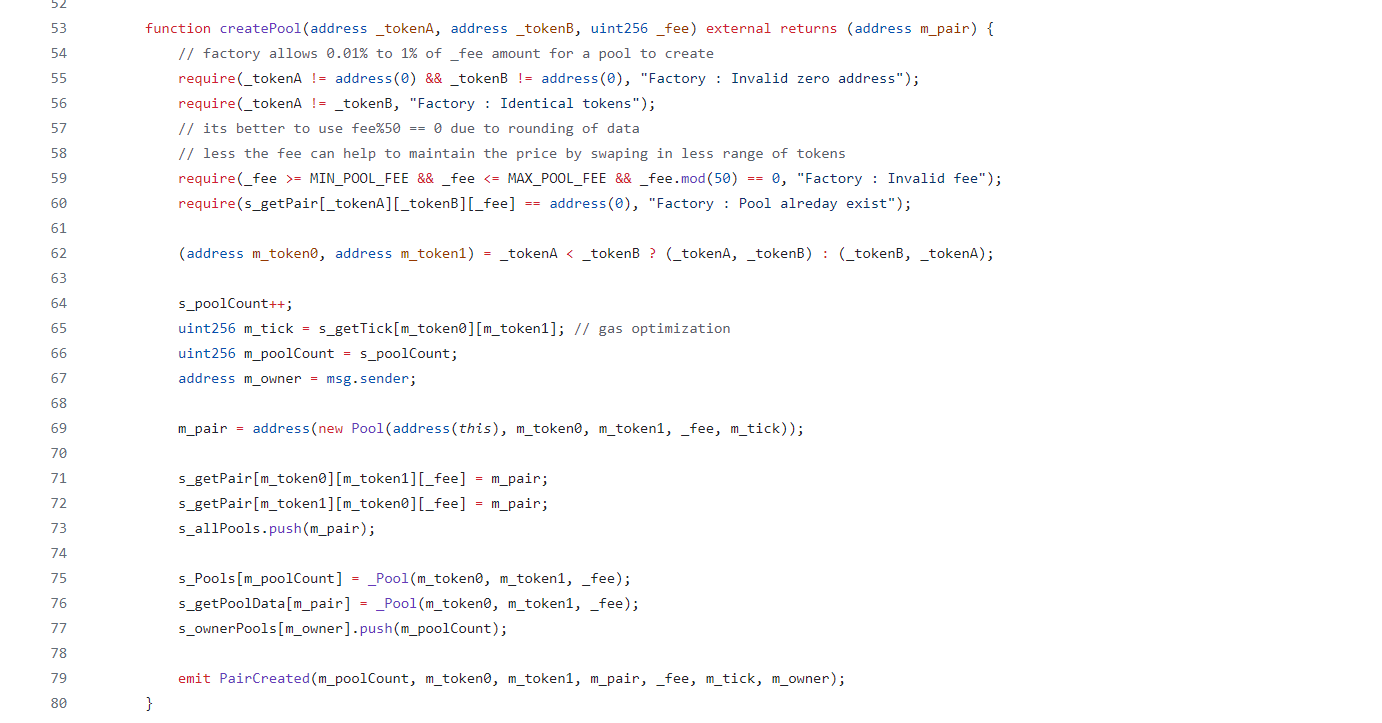 52
53 function createPool(address _tokenA, address _tokenB, uint256 _fee) external returns (address m_pair) {
54 // factory allows 0.01% to 1% of _fee amount for a pool to create
55 require(_tokenA != address(0) && _tokenB != address(0), "Factory : Invalid zero address");
56 require(_tokenA != _tokenB, "Factory : Identical tokens");
57 // its better to use fee%50 == 0 due to rounding of data
58 // less the fee can help to maintain the price by swaping in less range of tokens
59 require(_fee >= MIN_POOL_FEE && _fee <= MAX_POOL_FEE && _fee.mod(50) == 0, "Factory : Invalid fee");
60 require(s_getPair[_tokenA][_tokenB][_fee] == address(0), "Factory : Pool alreday exist");
61
62 (address m_token0, address m_token1) = _tokenA < _tokenB ? (_tokenA, _tokenB) : (_tokenB, _tokenA);
63
64 s_poolCount++;
65 uint256 m_tick = s_getTick[m_token0][m_token1]; // gas optimization
66 uint256 m_poolCount = s_poolCount;
67 address m_owner = msg.sender;
68
69 m_pair = address(new Pool(address(this), m_token0, m_token1, _fee, m_tick));
70
71 s_getPair[m_token0][m_token1][_fee] = m_pair;
72 s_getPair[m_token1][m_token0][_fee] = m_pair;
73 s_allPools.push(m_pair);
74
75 s_Pools[m_poolCount] = _Pool(m_token0, m_token1, _fee);
76 s_getPoolData[m_pair] = _Pool(m_token0, m_token1, _fee);
77 s_ownerPools[m_owner].push(m_poolCount);
78
79 emit PairCreated(m_poolCount, m_token0, m_token1, m_pair, _fee, m_tick, m_owner);
80 }